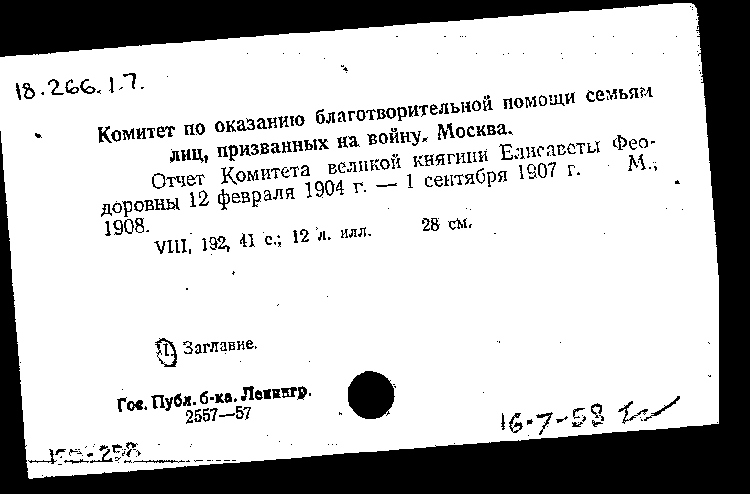 18.266.1.7.
Комитет по оказанию благотворительной помощи семьям
лиц, призванных на войну. Москва.
Отчет Комитета великой княгини Елисаветы Фео-
доровны 12 февраля 1904 г. — 1 сентября 1907 г. М.,
1908.
VIII, 192, 41 с.; 12 л. илл. 28 см.
Заглавие.
Гос. Публ. б-ка. Ленингр.
2557—57
16-7-58